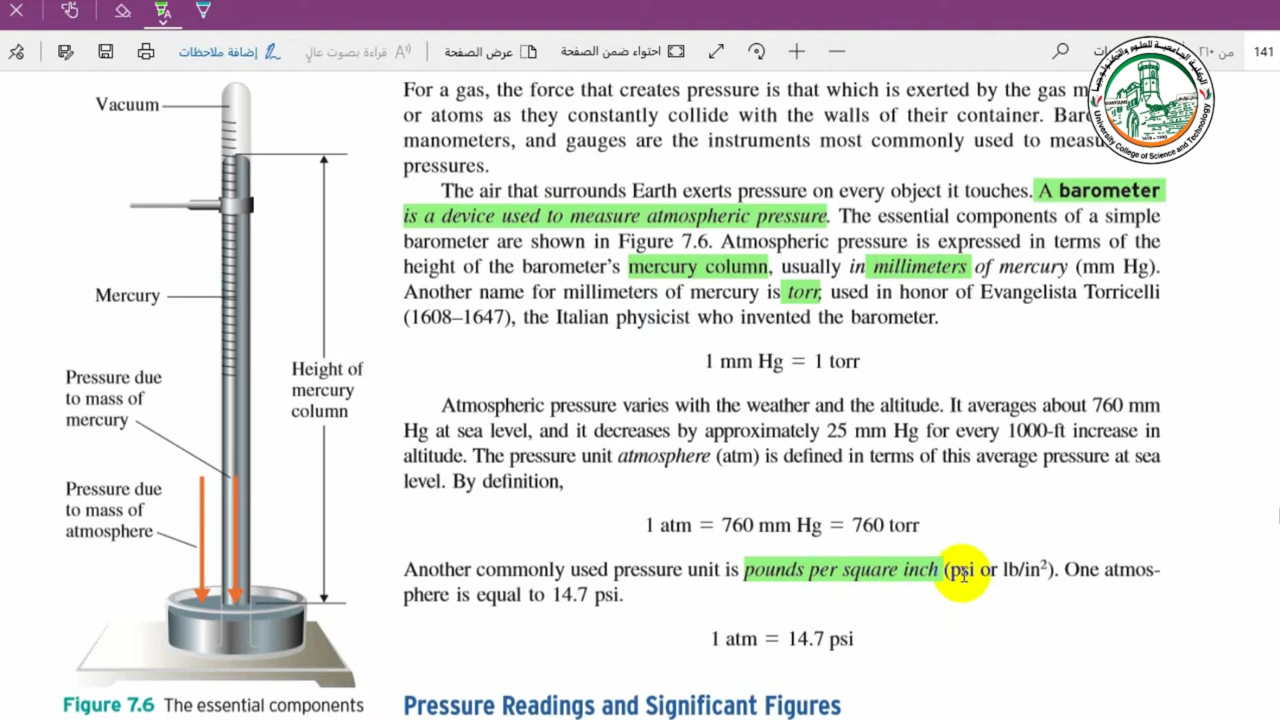 إضافة ملاحظات
قراءة بصوت عالٍ
عرض الصفحة
احتواء ضمن الصفحة
من ٢٦٠
141
الكلية الجامعية للعلوم والتكنولوجيا
University College of Science and Technology
For a gas, the force that creates pressure is that which is exerted by the gas
or atoms as they constantly collide with the walls of their container.
manometers, and gauges are the instruments most commonly used to
pressures.
The air that surrounds Earth exerts pressure on every object it touches. A barometer
is a device used to measure atmospheric pressure. The essential components of a simple
barometer are shown in Figure 7.6. Atmospheric pressure is expressed in terms of the
height of the barometer's mercury column, usually in millimeters of mercury (mm Hg).
Another name for millimeters of mercury is torr, used in honor of Evangelista Torricelli
(1608–1647), the Italian physicist who invented the barometer.
1 mm Hg = 1 torr
Atmospheric pressure varies with the weather and the altitude. It averages about 760 mm
Hg at sea level, and it decreases by approximately 25 mm Hg for every 1000-ft increase in
altitude. The pressure unit atmosphere (atm) is defined in terms of this average pressure at sea
level. By definition,
1 atm = 760 mm Hg = 760 torr
Another commonly used pressure unit is pounds per square inch (psi or lb/in²). One atmos-
phere is equal to 14.7 psi.
1 atm = 14.7 psi
Pressure Readings and Significant Figures
Vacuum
Mercury
Pressure due
to mass of
mercury
Height of
mercury
column
Pressure due
to mass of
atmosphere
Figure 7.6 The essential components